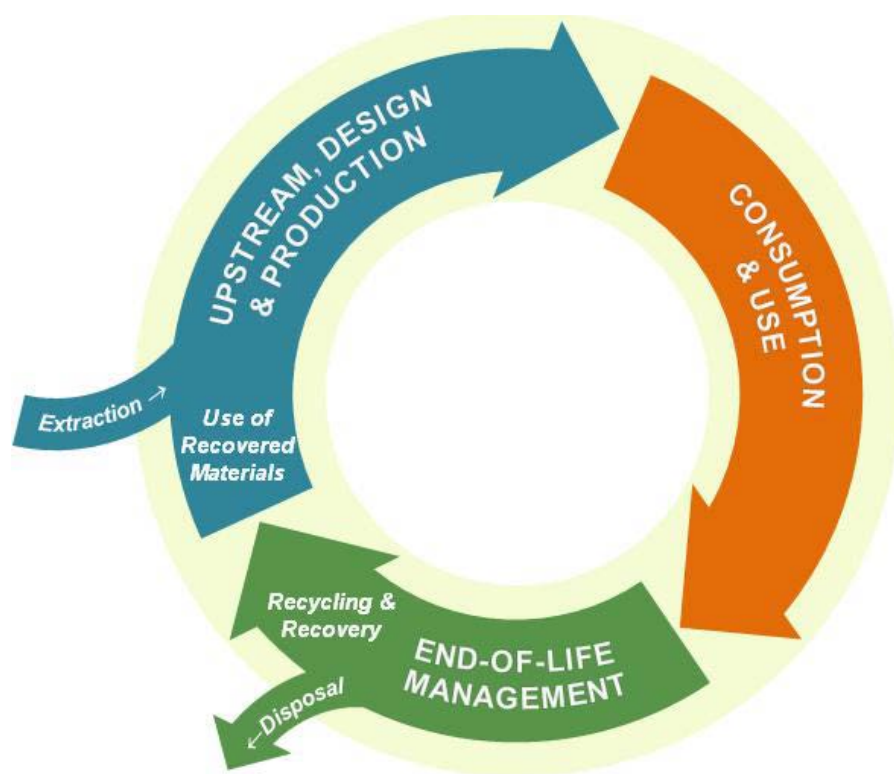 UPSTREAM, DESIGN
& PRODUCTION
CONSUMPTION
& USE
Extraction →
Use of
Recovered
Materials
Recycling &
Recovery
END-OF-LIFE
MANAGEMENT
←Disposal